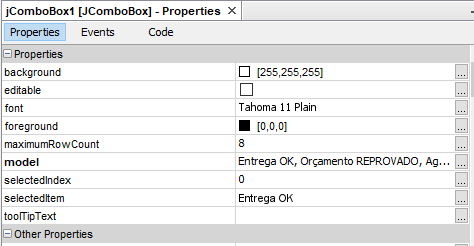 jComboBox1 [JComboBox] - Properties ×
Properties Events Code
Properties
background [255,255,255] ...
editable ...
font Tahoma 11 Plain ...
foreground [0,0,0] ...
maximumRowCount 8 ...
model Entrega OK, Orçamento REPROVADO, Ag... ...
selectedIndex 0 ...
selectedItem Entrega OK ...
toolTipText ...
Other Properties